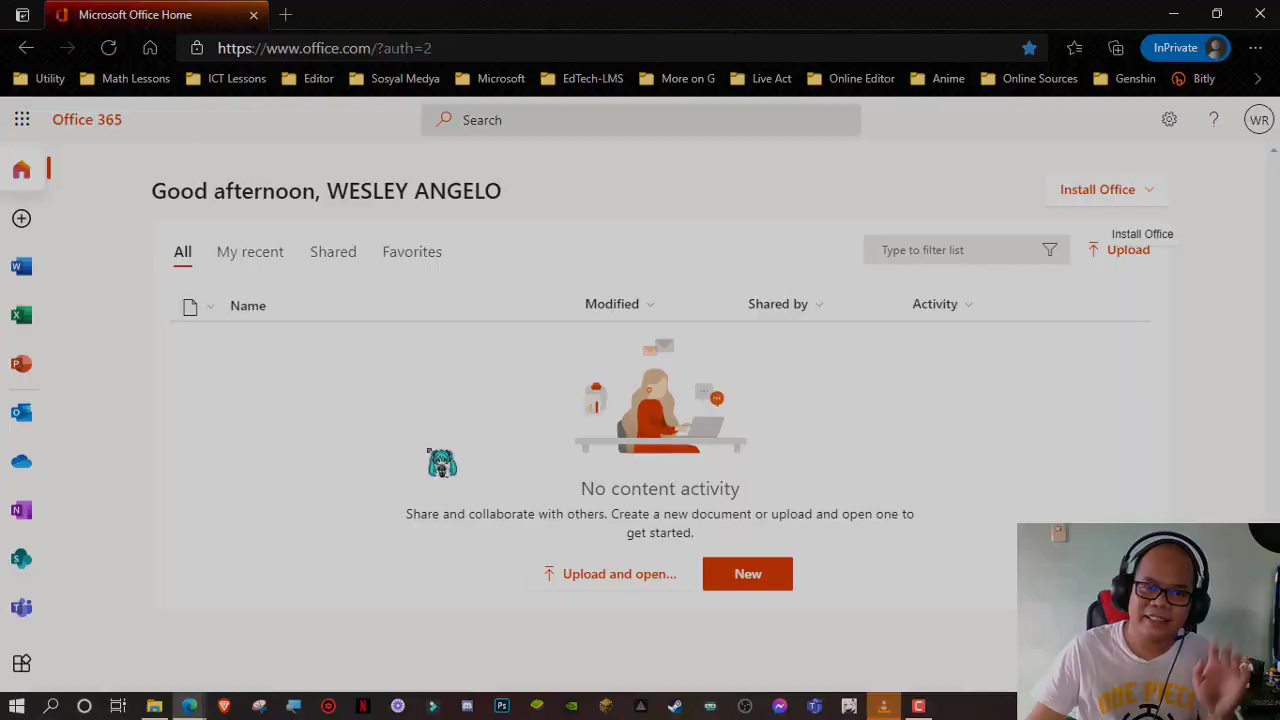 Microsoft Office Home
https://www.office.com/?auth=2
InPrivate
Utility
Math Lessons
ICT Lessons
Editor
Sosyal Medya
Microsoft
EdTech-LMS
More on G
Live Act
Online Editor
Anime
Online Sources
Genshin
Bitly
Office 365
Search
WR
Good afternoon, WESLEY ANGELO
Install Office
Install Office
All
My recent
Shared
Favorites
Type to filter list
Upload
Name
Modified
Shared by
Activity
No content activity
Share and collaborate with others. Create a new document or upload and open one to
get started.
Upload and open...
New
ONE PIECE